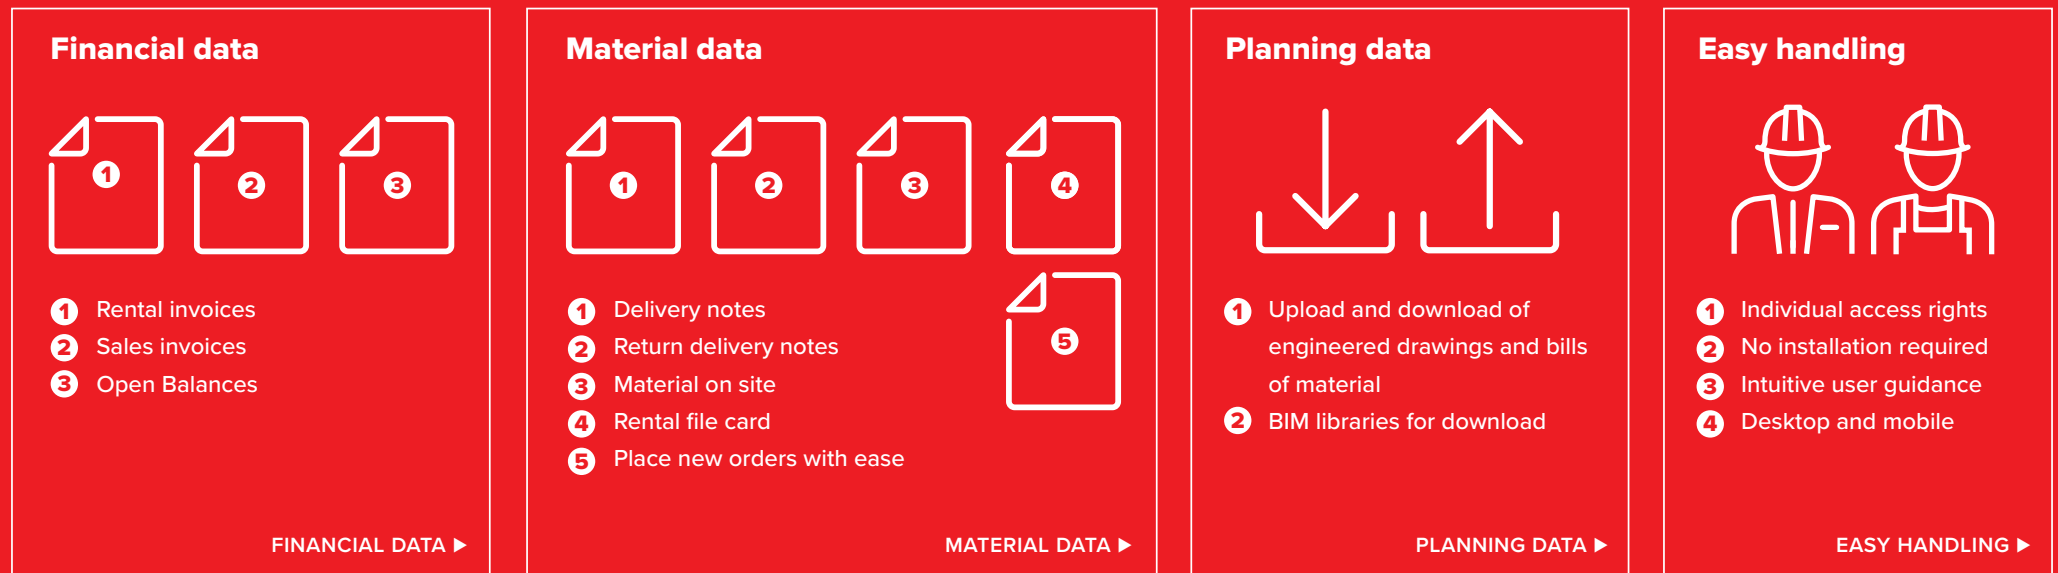 Financial data
1
2
3
1 Rental invoices
2 Sales invoices
3 Open Balances
FINANCIAL DATA ▶
Material data
1
2
3
4
5
1 Delivery notes
2 Return delivery notes
3 Material on site
4 Rental file card
5 Place new orders with ease
MATERIAL DATA ▶
Planning data
1 Upload and download of
engineered drawings and bills
of material
2 BIM libraries for download
PLANNING DATA ▶
Easy handling
1 Individual access rights
2 No installation required
3 Intuitive user guidance
4 Desktop and mobile
EASY HANDLING ▶